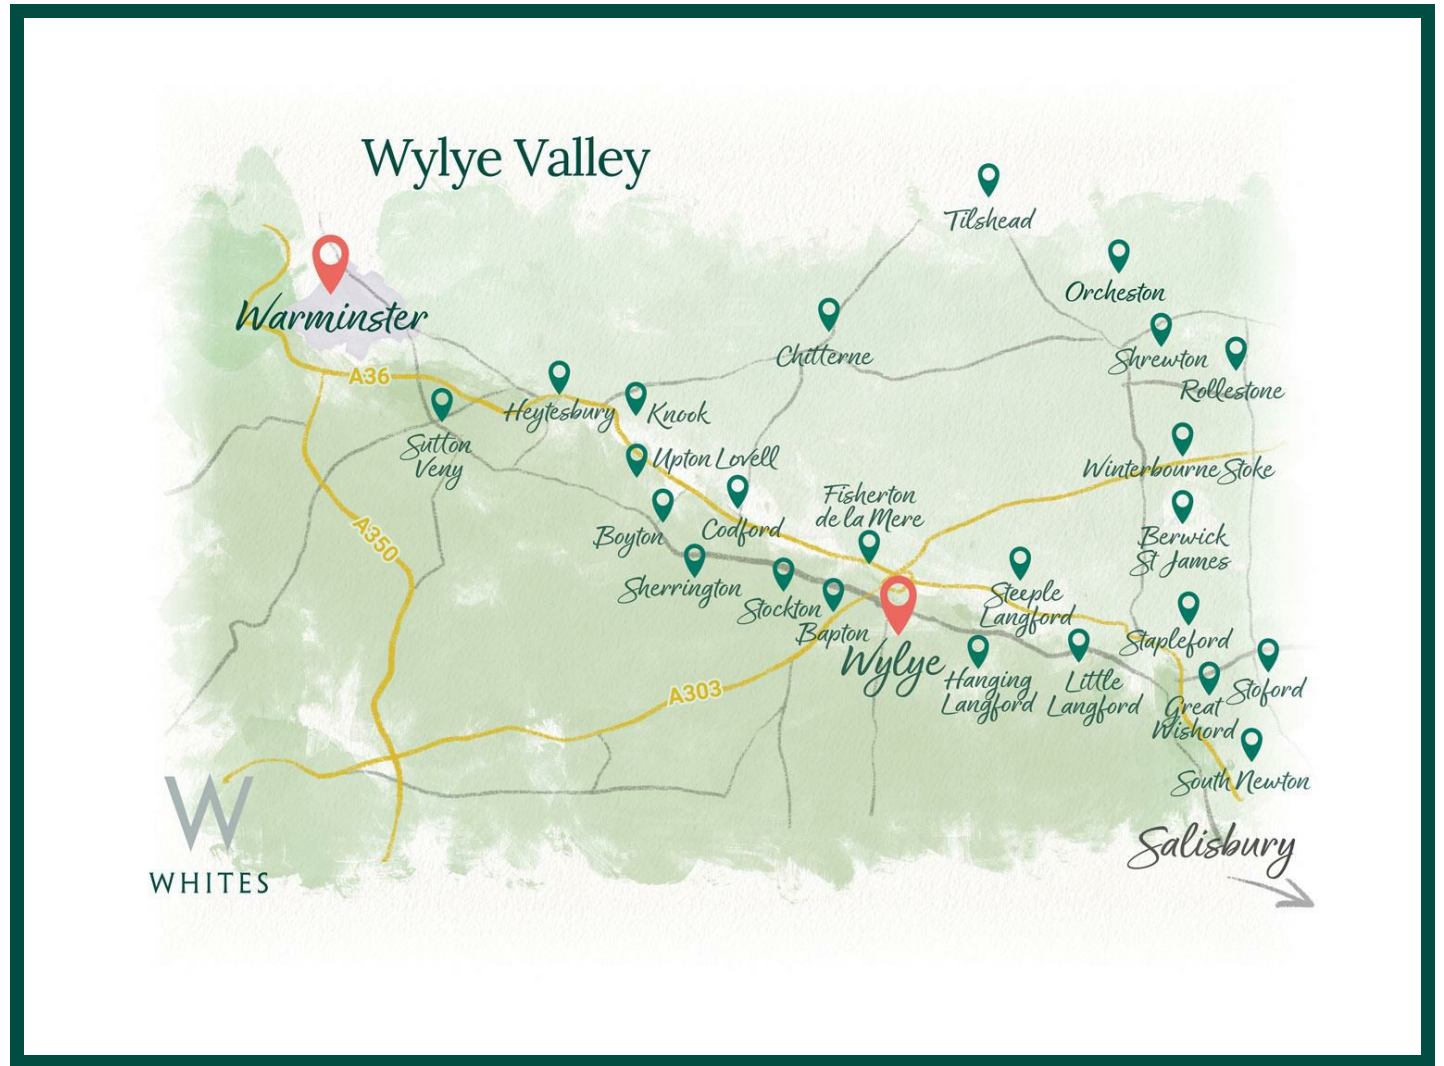 Wylye Valley
Tilshead
Orcheston
Warminster
Chitterne
Shrewton
Rollestone
A36
Heytesbury
Knook
Sutton
Veny
Upton Lovell
Winterbourne Stoke
Fisherton
de la Mere
Codford
Boyton
A350
Berwick
St James
Sherrington
Stockton
Bapton
Steeple
Langford
Stapleford
Wylye
Hanging
Langford
Little
Langford
A303
Stoford
Great
Wishord
South Newton
W
WHITES
Salisbury